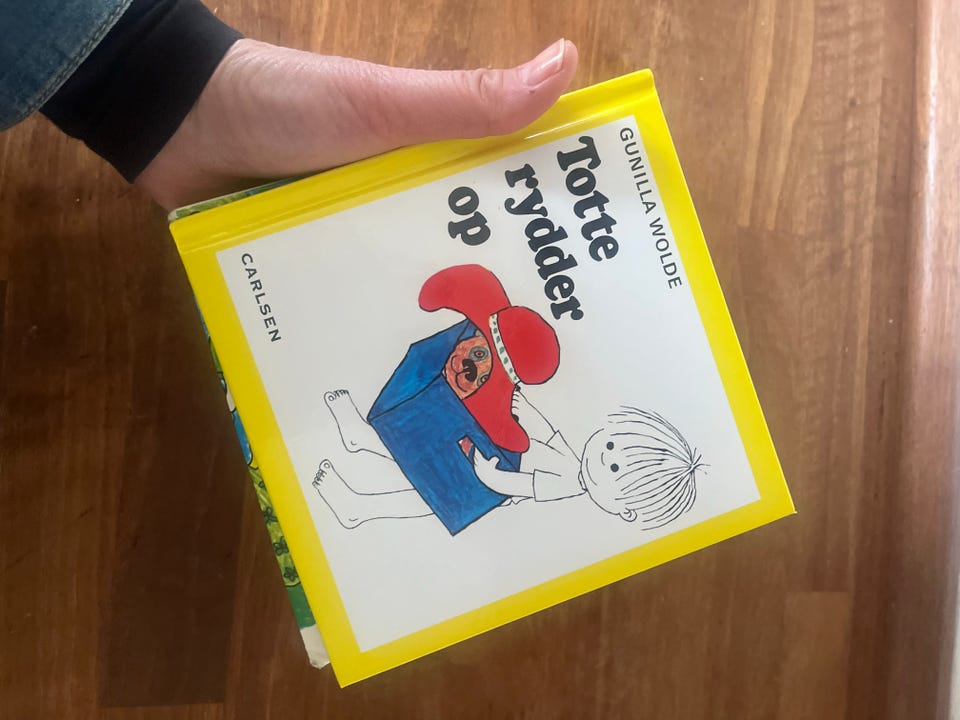 GUNILLA WOLDE
Totte
rydder
op
CARLSEN